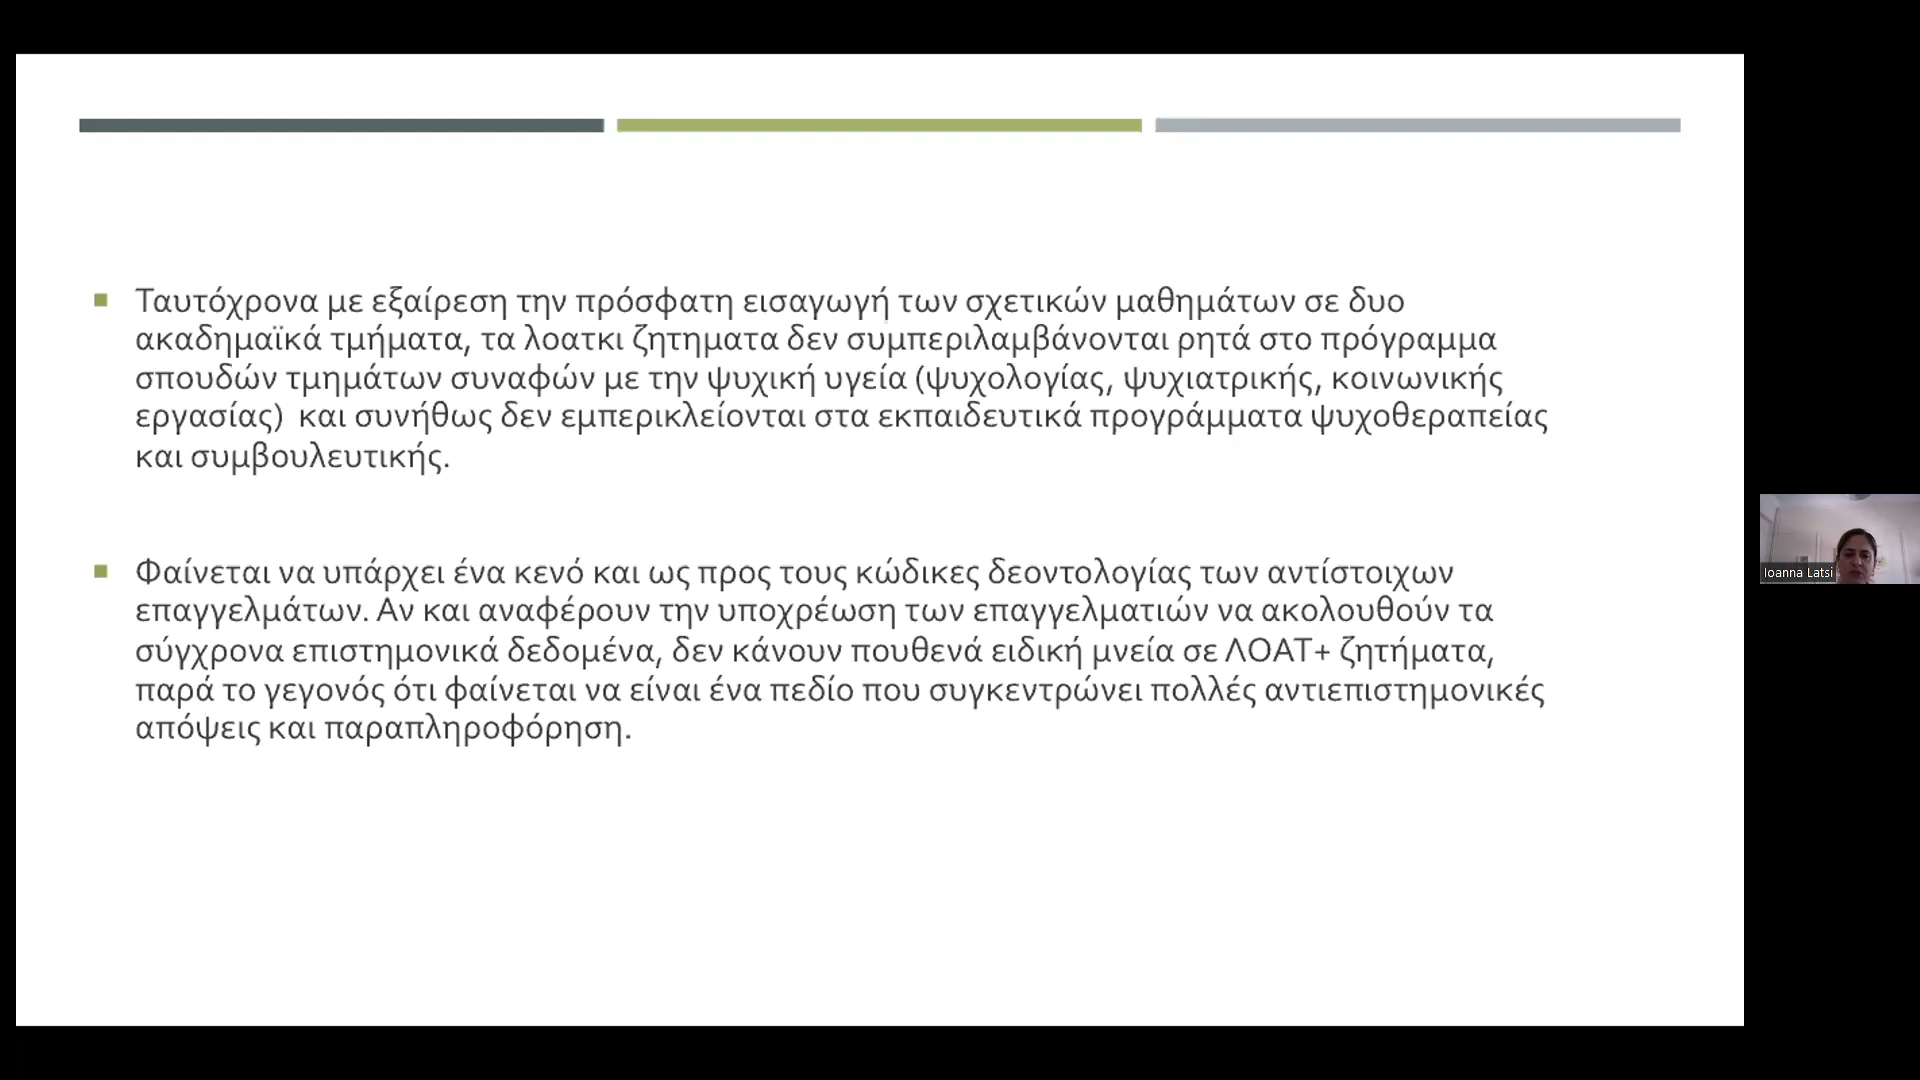 Ταυτόχρονα με εξαίρεση την πρόσφατη εισαγωγή των σχετικών μαθημάτων σε δυο
ακαδημαϊκά τμήματα, τα λοατκι ζητηματα δεν συμπεριλαμβάνονται ρητά στο πρόγραμμα
σπουδών τμημάτων συναφών με την ψυχική υγεία (ψυχολογίας, ψυχιατρικής, κοινωνικής
εργασίας)  και συνήθως δεν εμπερικλείονται στα εκπαιδευτικά προγράμματα ψυχοθεραπείας
και συμβουλευτικής.
Φαίνεται να υπάρχει ένα κενό και ως προς τους κώδικες δεοντολογίας των αντίστοιχων
επαγγελμάτων. Αν και αναφέρουν την υποχρέωση των επαγγελματιών να ακολουθούν τα
σύγχρονα επιστημονικά δεδομένα, δεν κάνουν πουθενά ειδική μνεία σε ΛΟΑΤ+ ζητήματα,
παρά το γεγονός ότι φαίνεται να είναι ένα πεδίο που συγκεντρώνει πολλές αντιεπιστημονικές
απόψεις και παραπληροφόρηση.
Ioanna Latsi